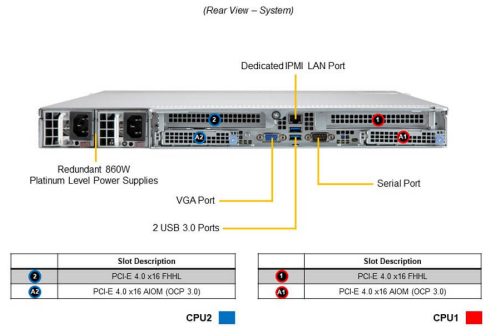 (Rear View – System)
Dedicated IPMI LAN Port
2
1
A2
A1
Redundant 860W
Platinum Level Power Supplies
VGA Port
Serial Port
2 USB 3.0 Ports
Slot Description
2 PCI-E 4.0 x16 FHHL
A2 PCI-E 4.0 x16 AIOM (OCP 3.0)
CPU2
Slot Description
1 PCI-E 4.0 x16 FHHL
A1 PCI-E 4.0 x16 AIOM (OCP 3.0)
CPU1